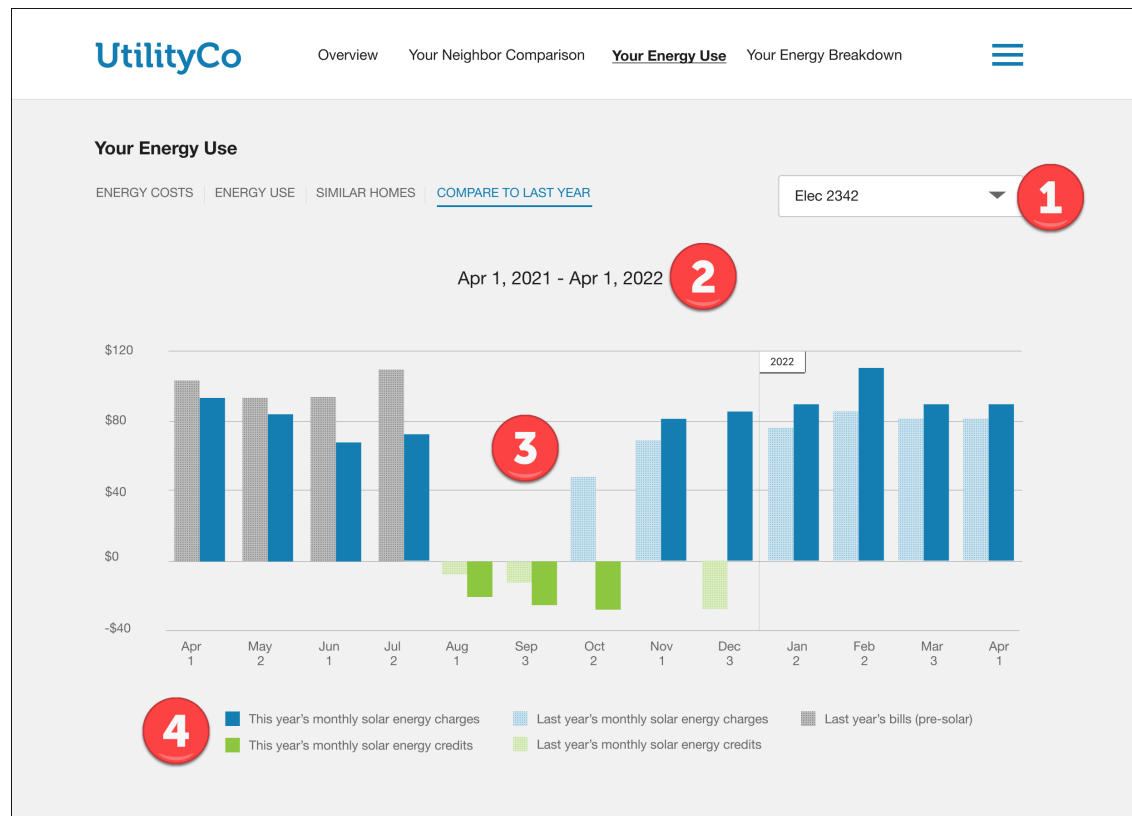 UtilityCo
Overview Your Neighbor Comparison Your Energy Use Your Energy Breakdown
Your Energy Use
ENERGY COSTS ENERGY USE SIMILAR HOMES COMPARE TO LAST YEAR
Elec 2342
1
Apr 1, 2021 - Apr 1, 2022
2
$120
2022
$80
3
$40
$0
-$40
Apr May Jun Jul Aug Sep Oct Nov Dec Jan Feb Mar Apr
1 2 1 2 1 3 2 1 3 2 2 3 1
4
This year's monthly solar energy charges Last year's monthly solar energy charges Last year's bills (pre-solar)
This year's monthly solar energy credits Last year's monthly solar energy credits